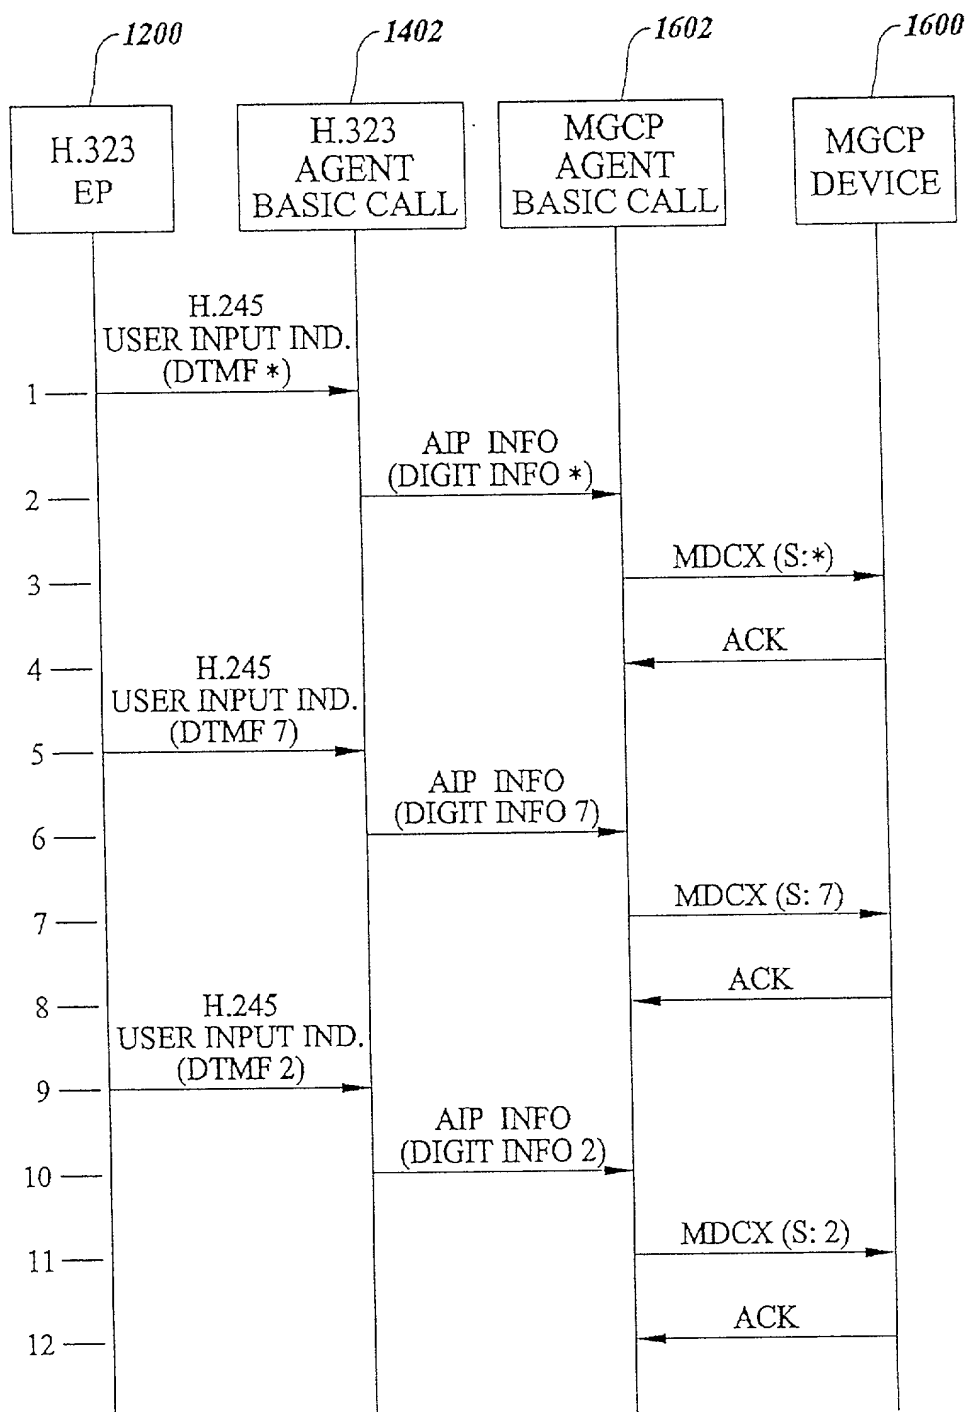 1200
1402
1602
1600
H.323
EP
H.323
AGENT
BASIC CALL
MGCP
AGENT
BASIC CALL
MGCP
DEVICE
H.245
USER INPUT IND.
(DTMF *)
1
AIP INFO
(DIGIT INFO *)
2
MDCX (S:*)
3
ACK
4
H.245
USER INPUT IND.
(DTMF 7)
5
AIP INFO
(DIGIT INFO 7)
6
MDCX (S: 7)
7
ACK
8
H.245
USER INPUT IND.
(DTMF 2)
9
AIP INFO
(DIGIT INFO 2)
10
MDCX (S: 2)
11
ACK
12